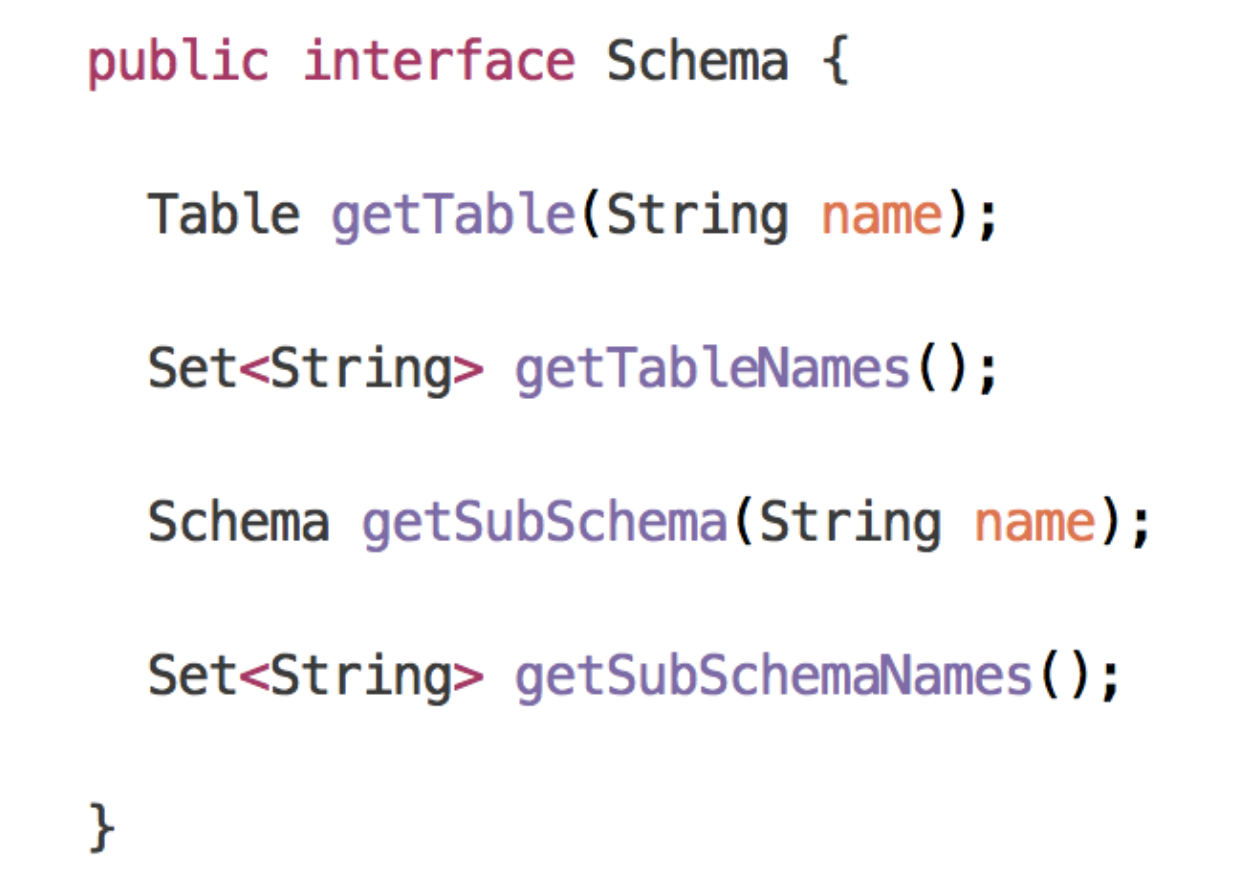 public interface Schema {
Table getTable(String name);
Set<String> getTableNames();
Schema getSubSchema(String name);
Set<String> getSubSchemaNames();
}